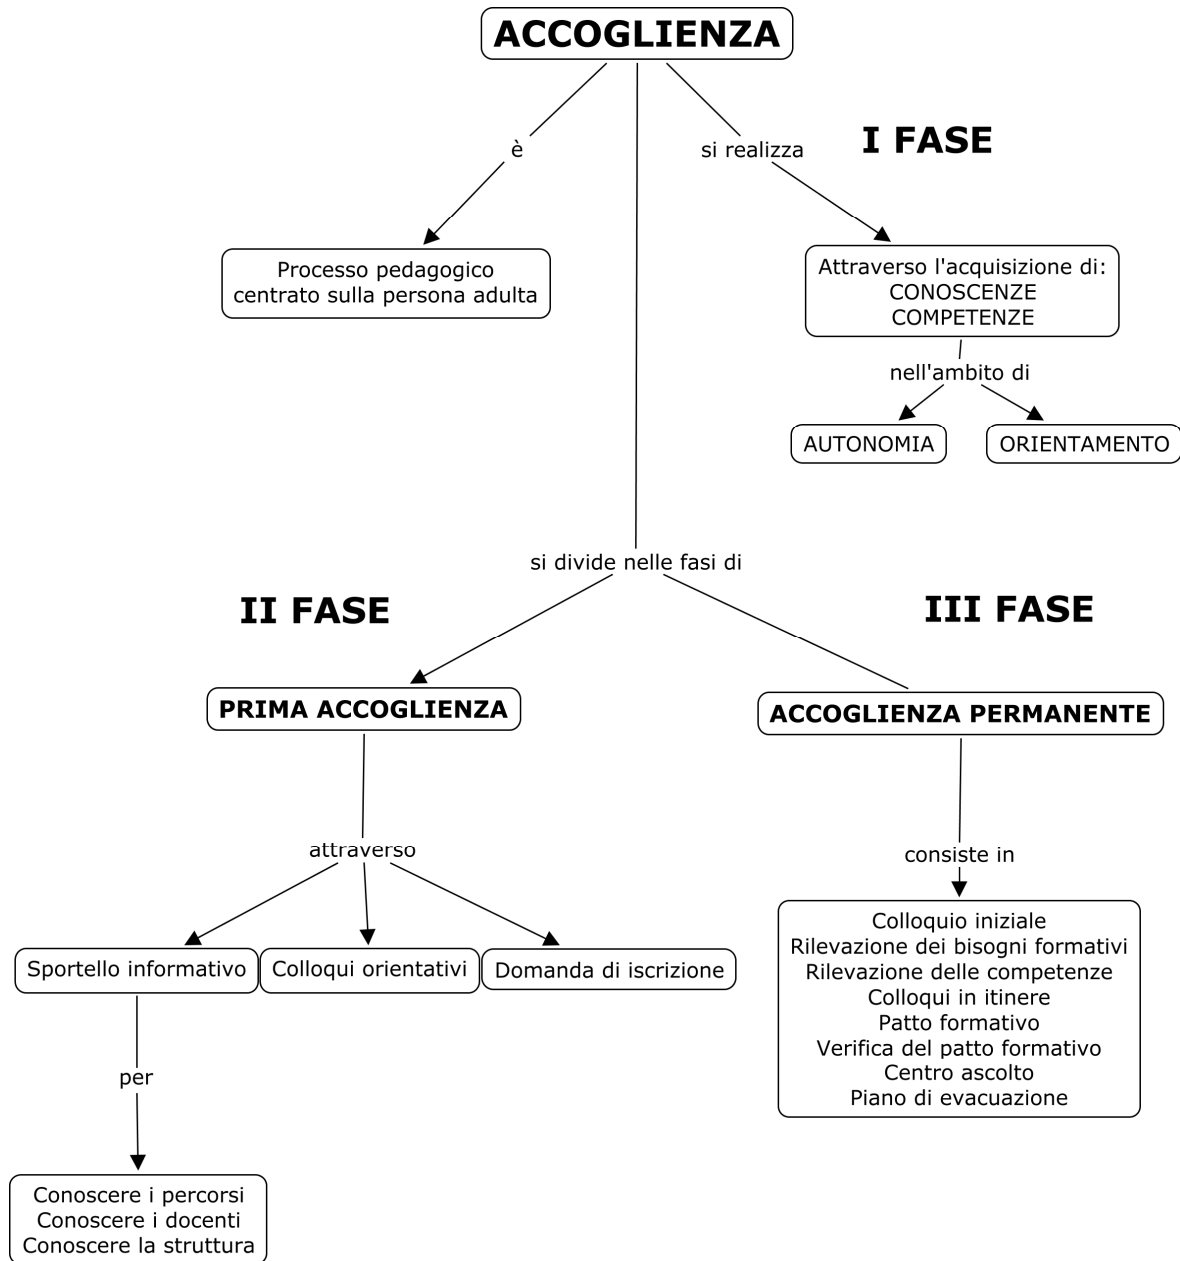 ACCOGLIENZA
è
si realizza
I FASE
Processo pedagogico
centrato sulla persona adulta
Attraverso l'acquisizione di:
CONOSCENZE
COMPETENZE
nell'ambito di
AUTONOMIA
ORIENTAMENTO
si divide nelle fasi di
II FASE
III FASE
PRIMA ACCOGLIENZA
ACCOGLIENZA PERMANENTE
attraverso
consiste in
Sportello informativo
Colloqui orientativi
Domanda di iscrizione
Colloquio iniziale
Rilevazione dei bisogni formativi
Rilevazione delle competenze
Colloqui in itinere
Patto formativo
Verifica del patto formativo
Centro ascolto
Piano di evacuazione
per
Conoscere i percorsi
Conoscere i docenti
Conoscere la struttura